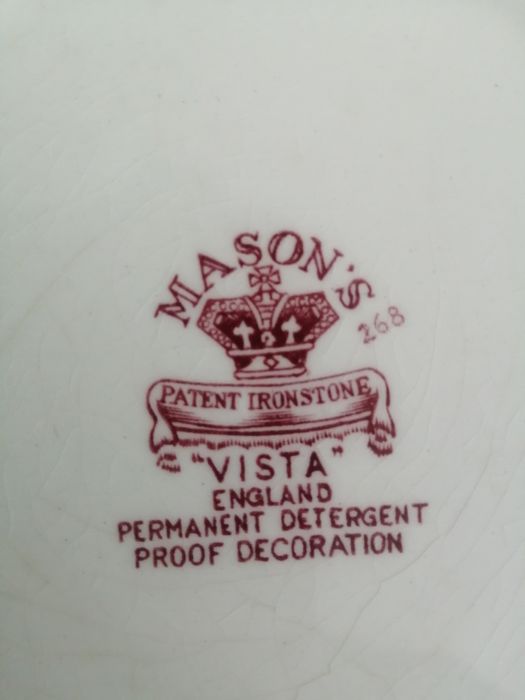 MASON'S
268
PATENT IRONSTONE
"VISTA"
ENGLAND
PERMANENT DETERGENT
PROOF DECORATION